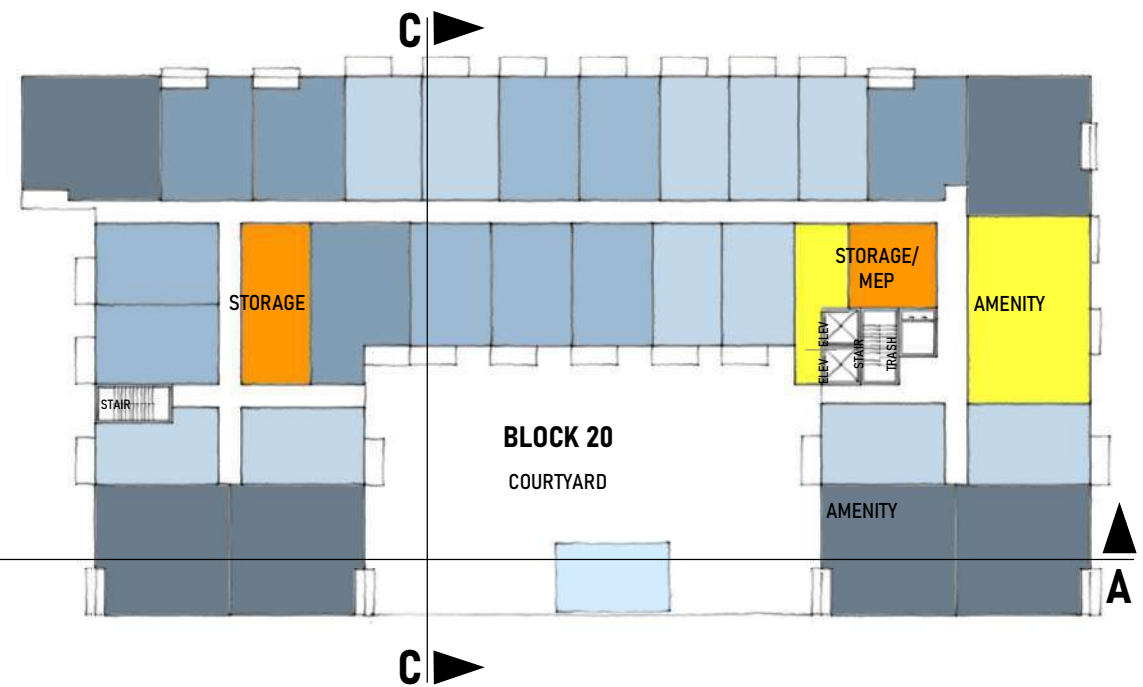 C
STORAGE/
MEP
STORAGE
AMENITY
ELEV
ELEV
STAIR
TRASH
STAIR
BLOCK 20
COURTYARD
AMENITY
A
C